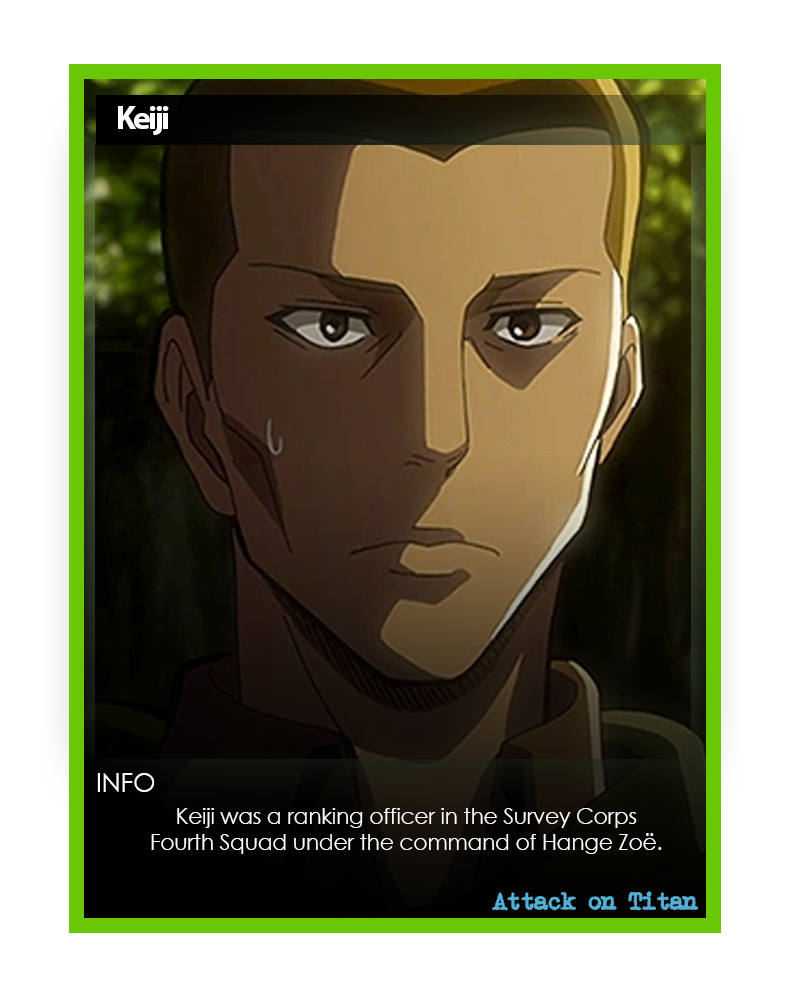 Keiji
INFO
Keiji was a ranking officer in the Survey Corps
Fourth Squad under the command of Hange Zoë.
Attack on Titan